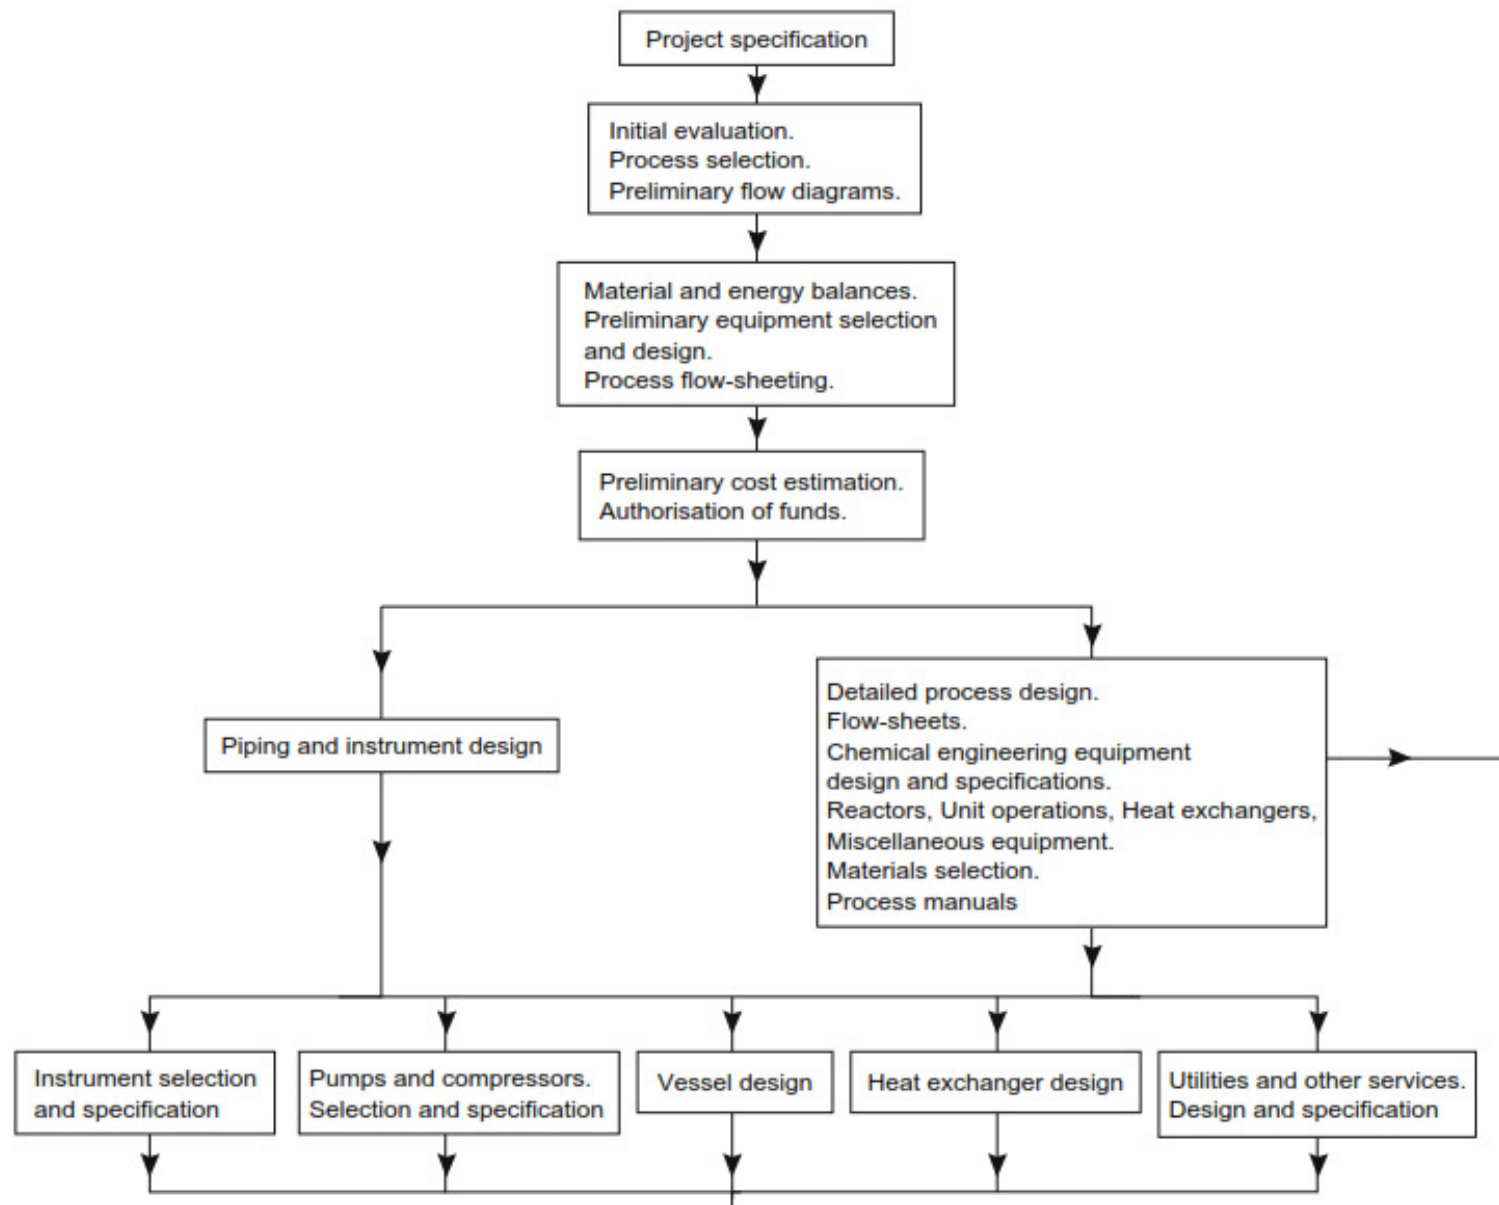 Project specification
Initial evaluation.
Process selection.
Preliminary flow diagrams.
Material and energy balances.
Preliminary equipment selection
and design.
Process flow-sheeting.
Preliminary cost estimation.
Authorisation of funds.
Piping and instrument design
Detailed process design.
Flow-sheets.
Chemical engineering equipment
design and specifications.
Reactors, Unit operations, Heat exchangers,
Miscellaneous equipment.
Materials selection.
Process manuals
Instrument selection
and specification
Pumps and compressors.
Selection and specification
Vessel design
Heat exchanger design
Utilities and other services.
Design and specification